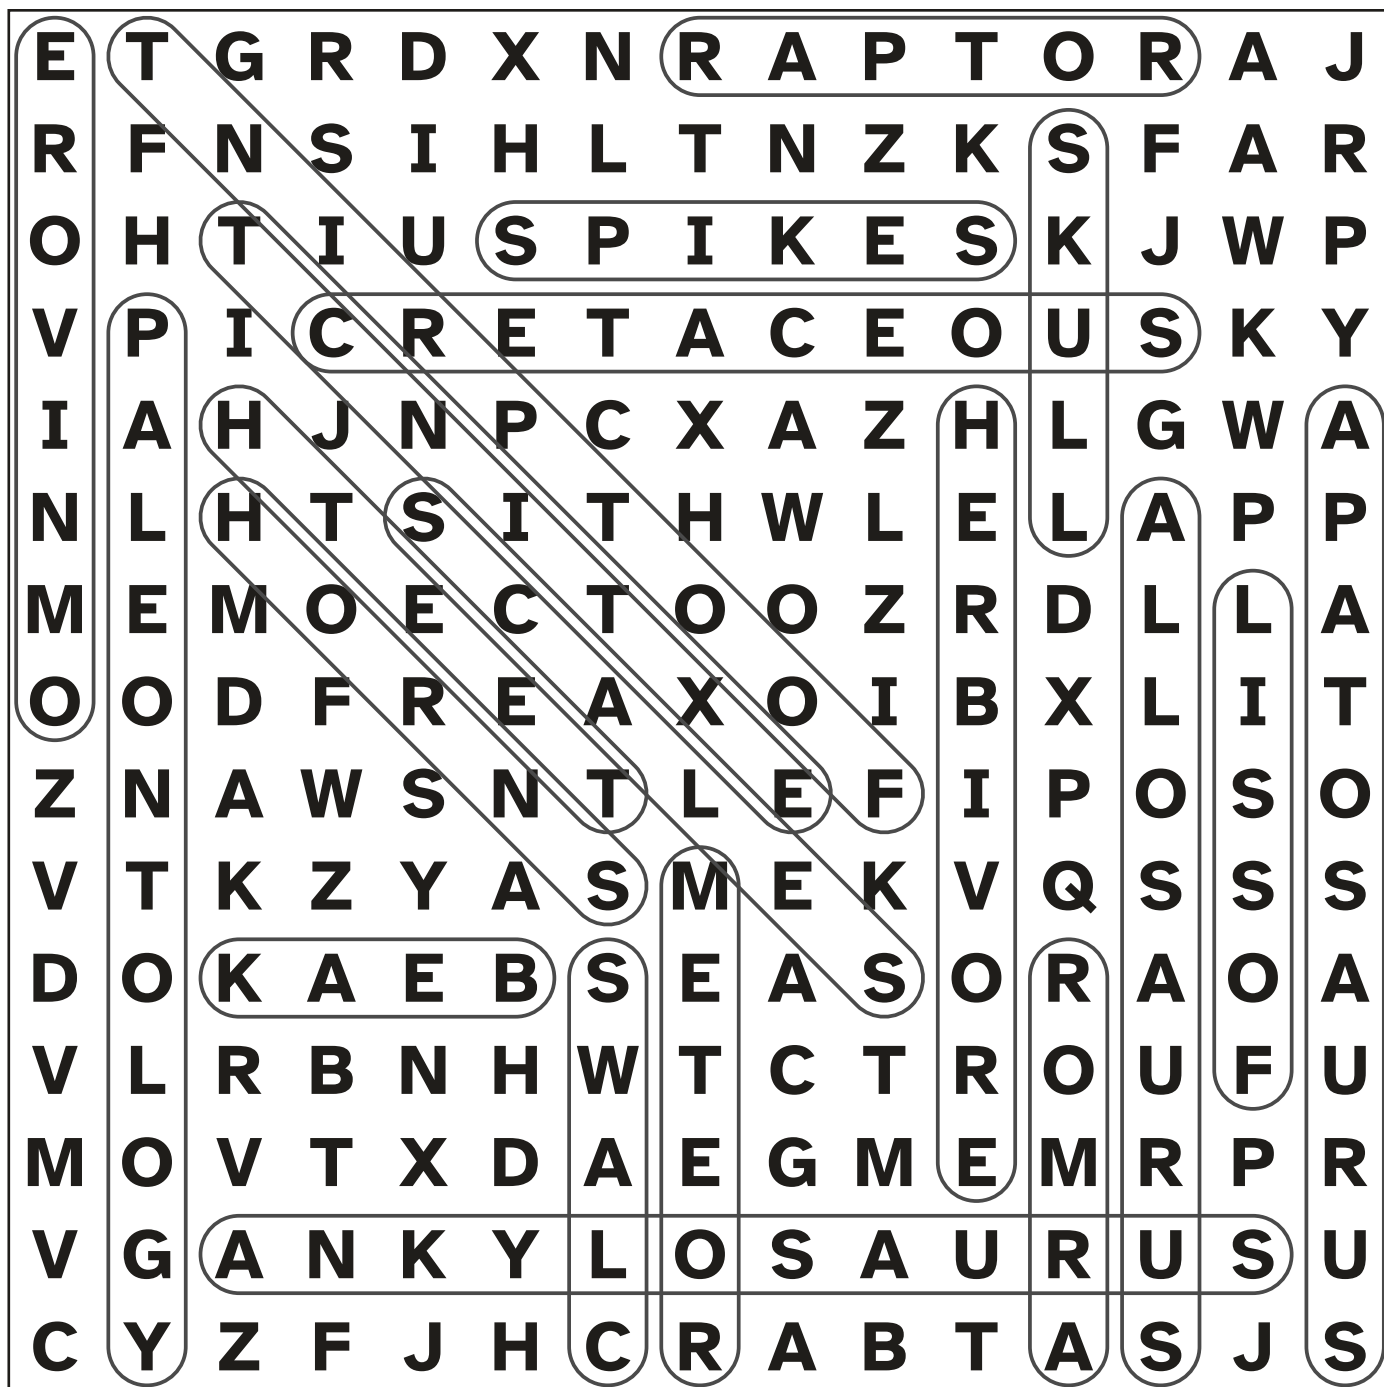 E T G R D X N R A P T O R A J
R F N S I H L T N Z K S F A R
O H T I U S P I K E S K J W P
V P I C R E T A C E O U S K Y
I A H J N P C X A Z H L G W A
N L H T S I T H W L E L A P P
M E M O E C T O O Z R D L L A
O O D F R E A X O I B X L I T
Z N A W S N T L E F I P O S O
V T K Z Y A S M E K V Q S S S
D O K A E B S E A S O R A O A
V L R B N H W T C T R O U F U
M O V T X D A E G M E M R P R
V G A N K Y L O S A U R U S U
C Y Z F J H C R A B T A S J S